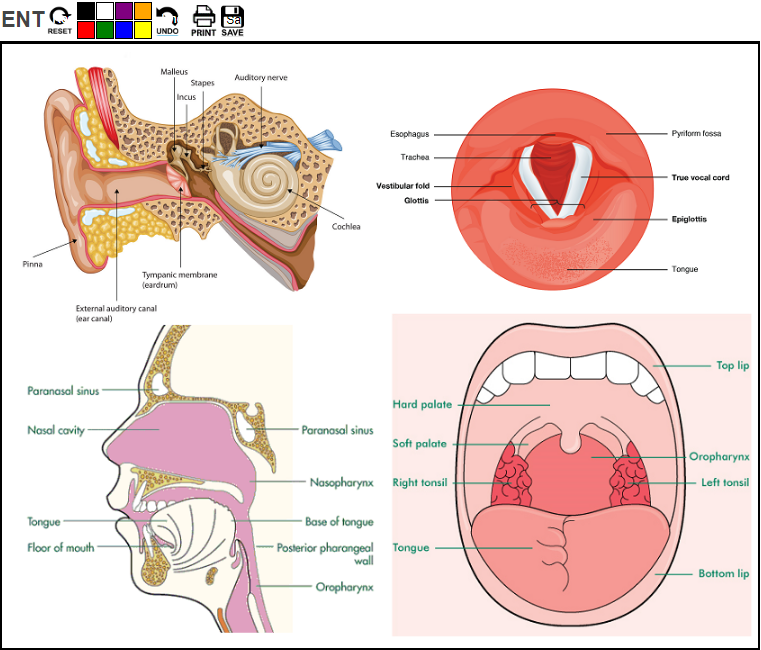 ENT
RESET
UNDO
PRINT
SAVE
Malleus
Stapes
Incus
Auditory nerve
Cochlea
Pinna
Tympanic membrane
(eardrum)
External auditory canal
(ear canal)
Esophagus
Trachea
Vestibular fold
Glottis
Pyriform fossa
True vocal cord
Epiglottis
Tongue
Paranasal sinus
Nasal cavity
Paranasal sinus
Nasopharynx
Tongue
Base of tongue
Floor of mouth
Posterior pharangeal
wall
Oropharynx
Top lip
Hard palate
Soft palate
Oropharynx
Right tonsil
Left tonsil
Tongue
Bottom lip